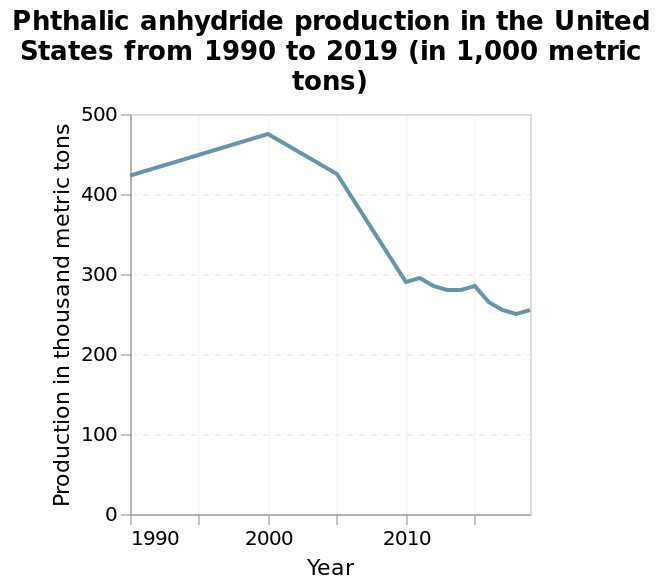 Phthalic anhydride production in the United
States from 1990 to 2019 (in 1,000 metric
tons)
Production in thousand metric tons
500
400
300
200
100
0
1990 2000 2010
Year